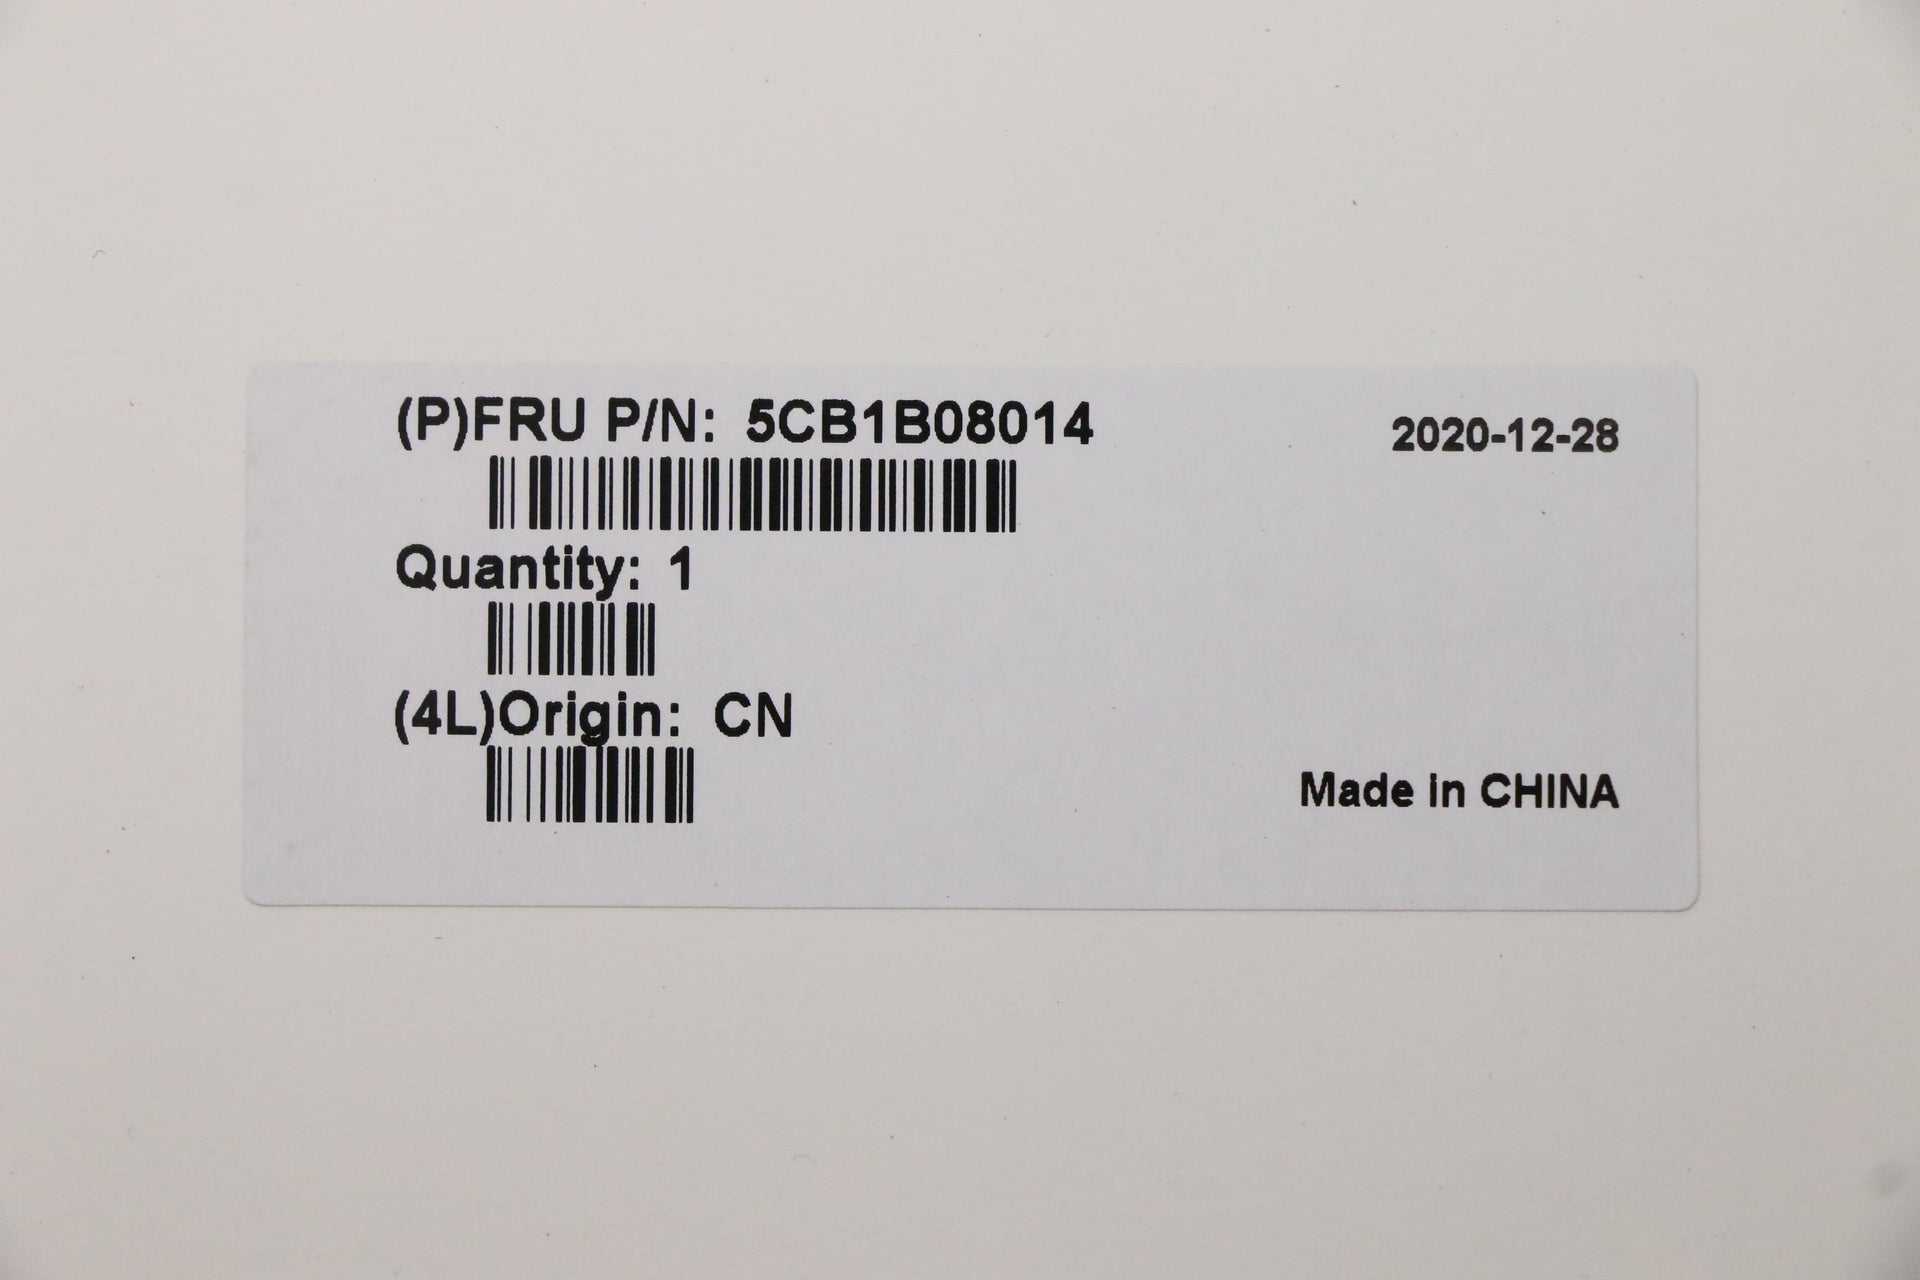 (P)FRU P/N: 5CB1B08014
2020-12-28
Quantity: 1
(4L)Origin: CN
Made in CHINA